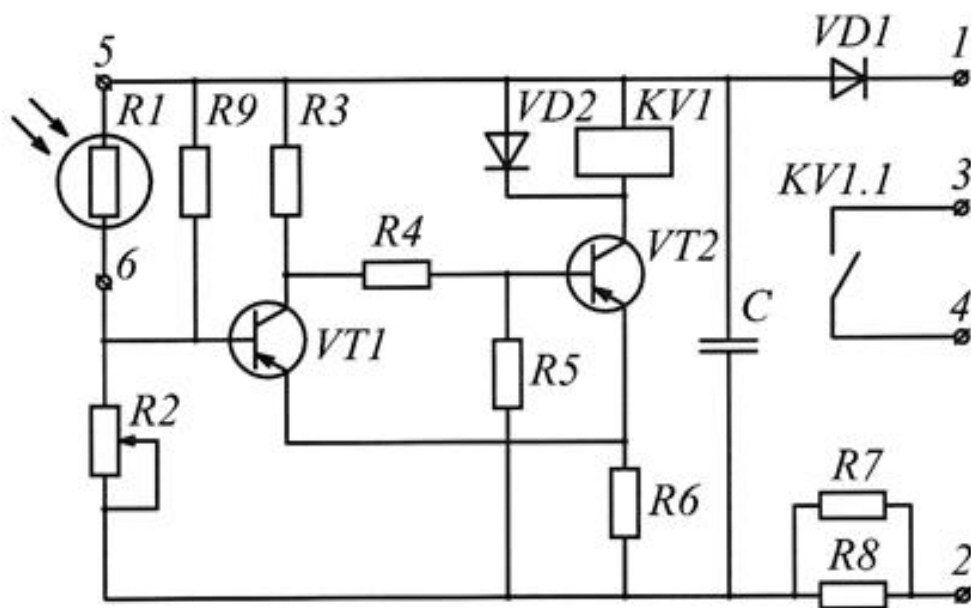 5 VD1 1
R1 R9 R3 VD2 KV1
KV1.1 3
6 R4 VT2
C 4
VT1 R5
R2
R6 R7
R8 2